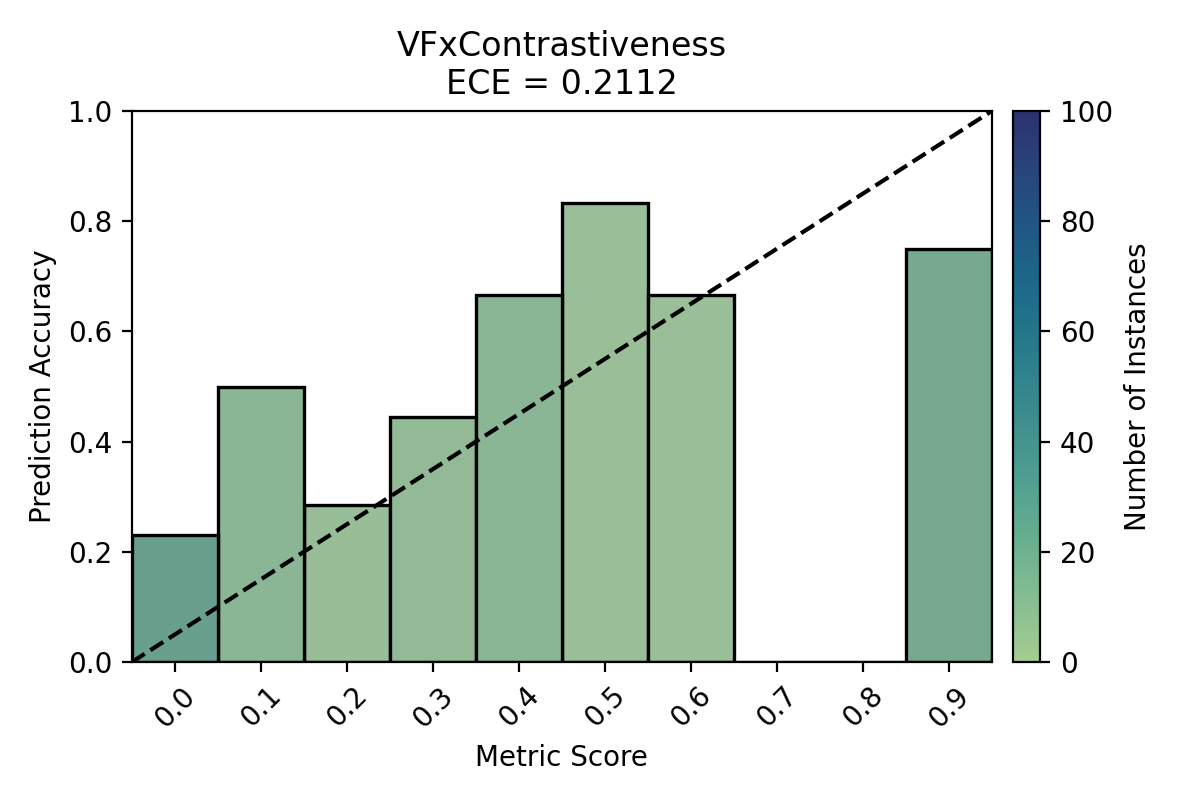 VFxContrastiveness
ECE = 0.2112
Prediction Accuracy
1.0
0.8
0.6
0.4
0.2
0.0
0.0 0.1 0.2 0.3 0.4 0.5 0.6 0.7 0.8 0.9
Metric Score
100
80
60
40
20
0
Number of Instances